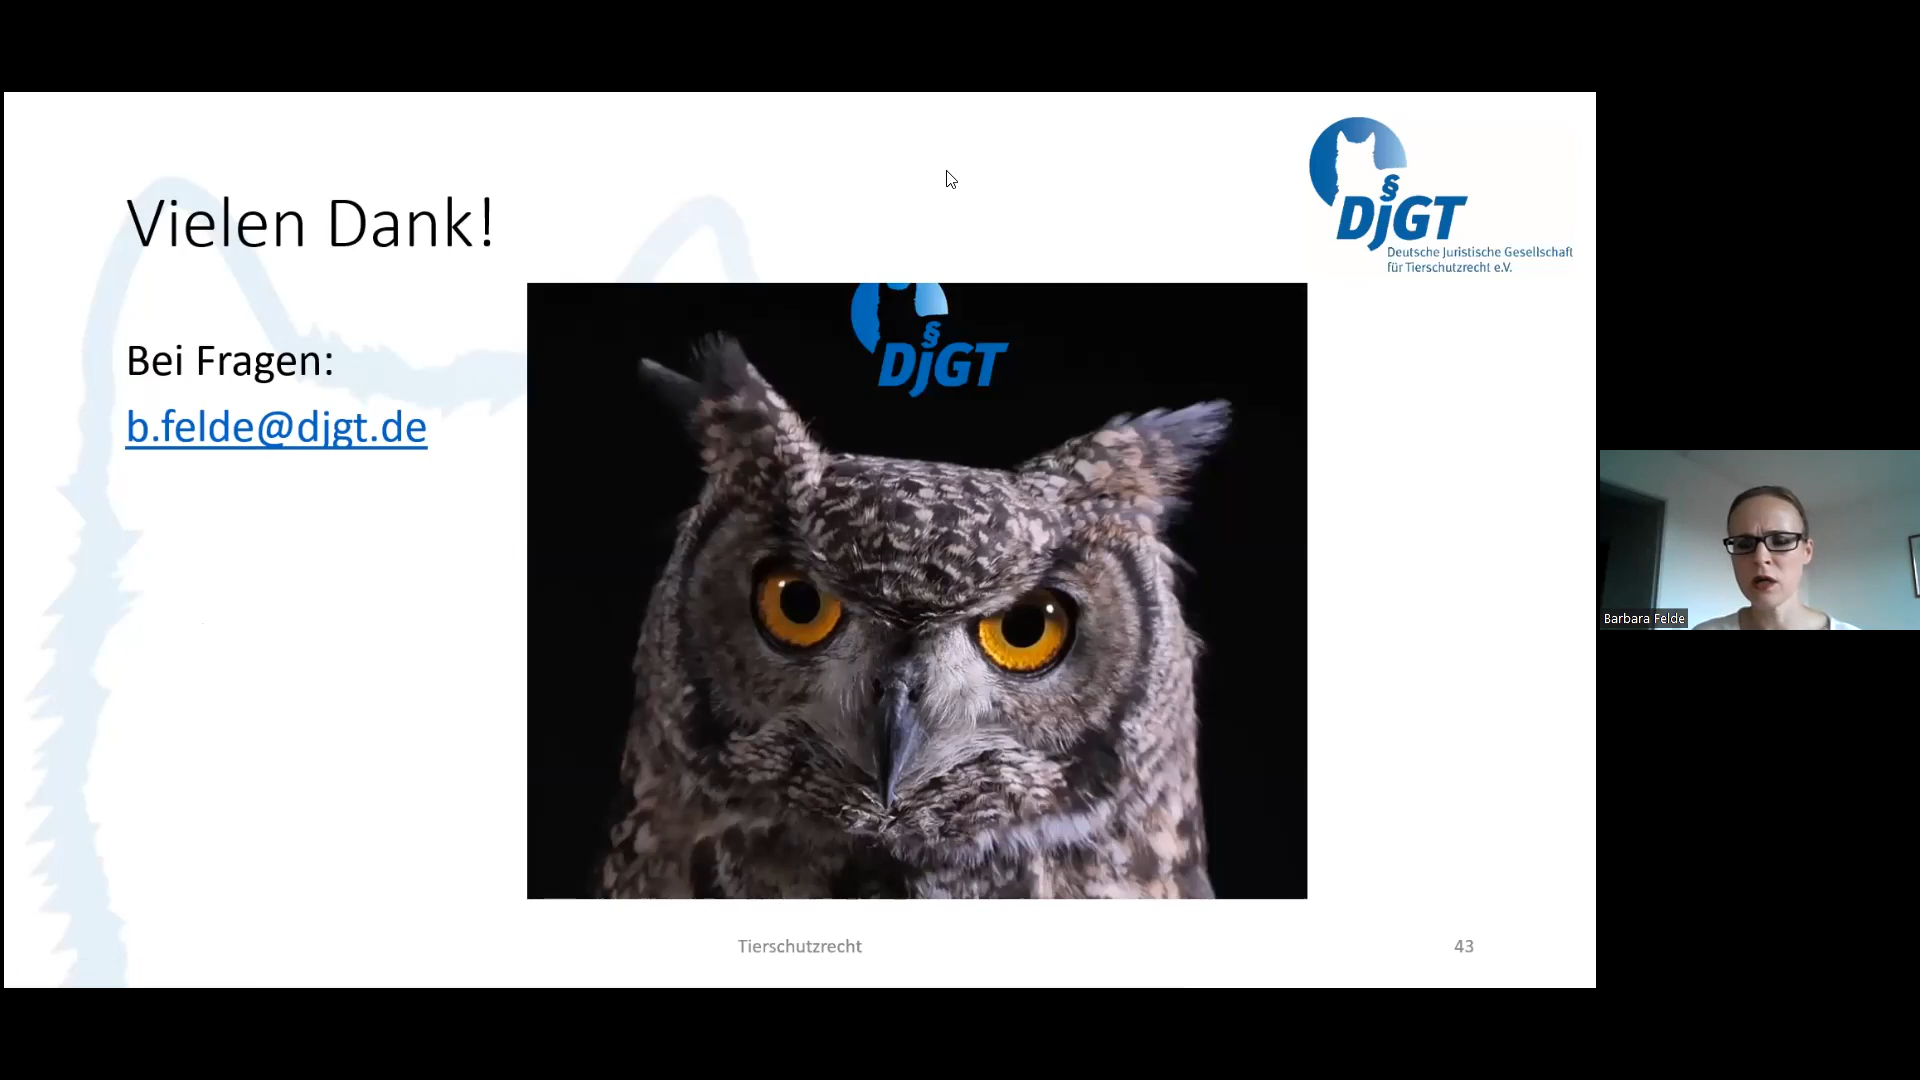 Vielen Dank!
Bei Fragen:
b.felde@djgt.de
§
DjGT
Deutsche Juristische Gesellschaft
für Tierschutzrecht e.V.
§
DjGT
Barbara Felde
Tierschutzrecht
43